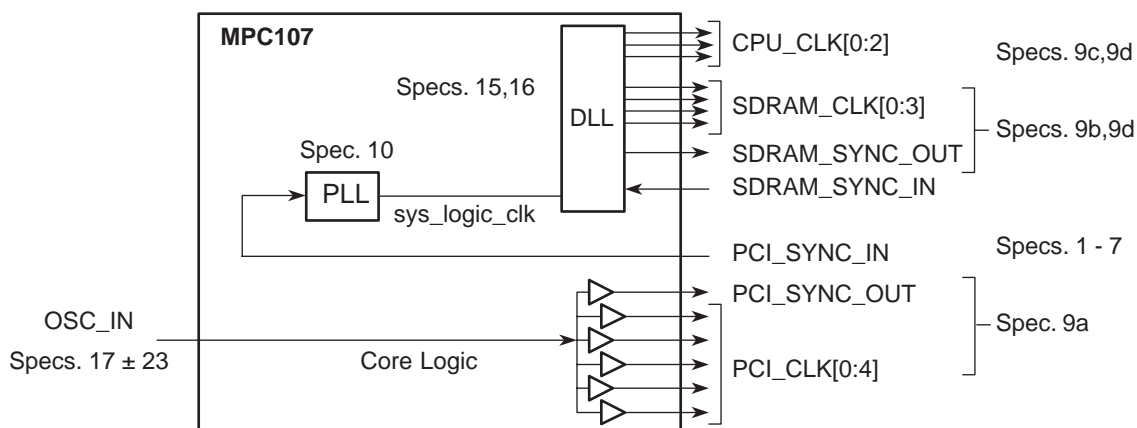 MPC107
CPU_CLK[0:2]
Specs. 9c,9d
Specs. 15,16
DLL
SDRAM_CLK[0:3]
Specs. 9b,9d
Spec. 10
SDRAM_SYNC_OUT
PLL
SDRAM_SYNC_IN
sys_logic_clk
PCI_SYNC_IN
Specs. 1 - 7
PCI_SYNC_OUT
OSC_IN
Spec. 9a
Specs. 17 ± 23
Core Logic
PCI_CLK[0:4]